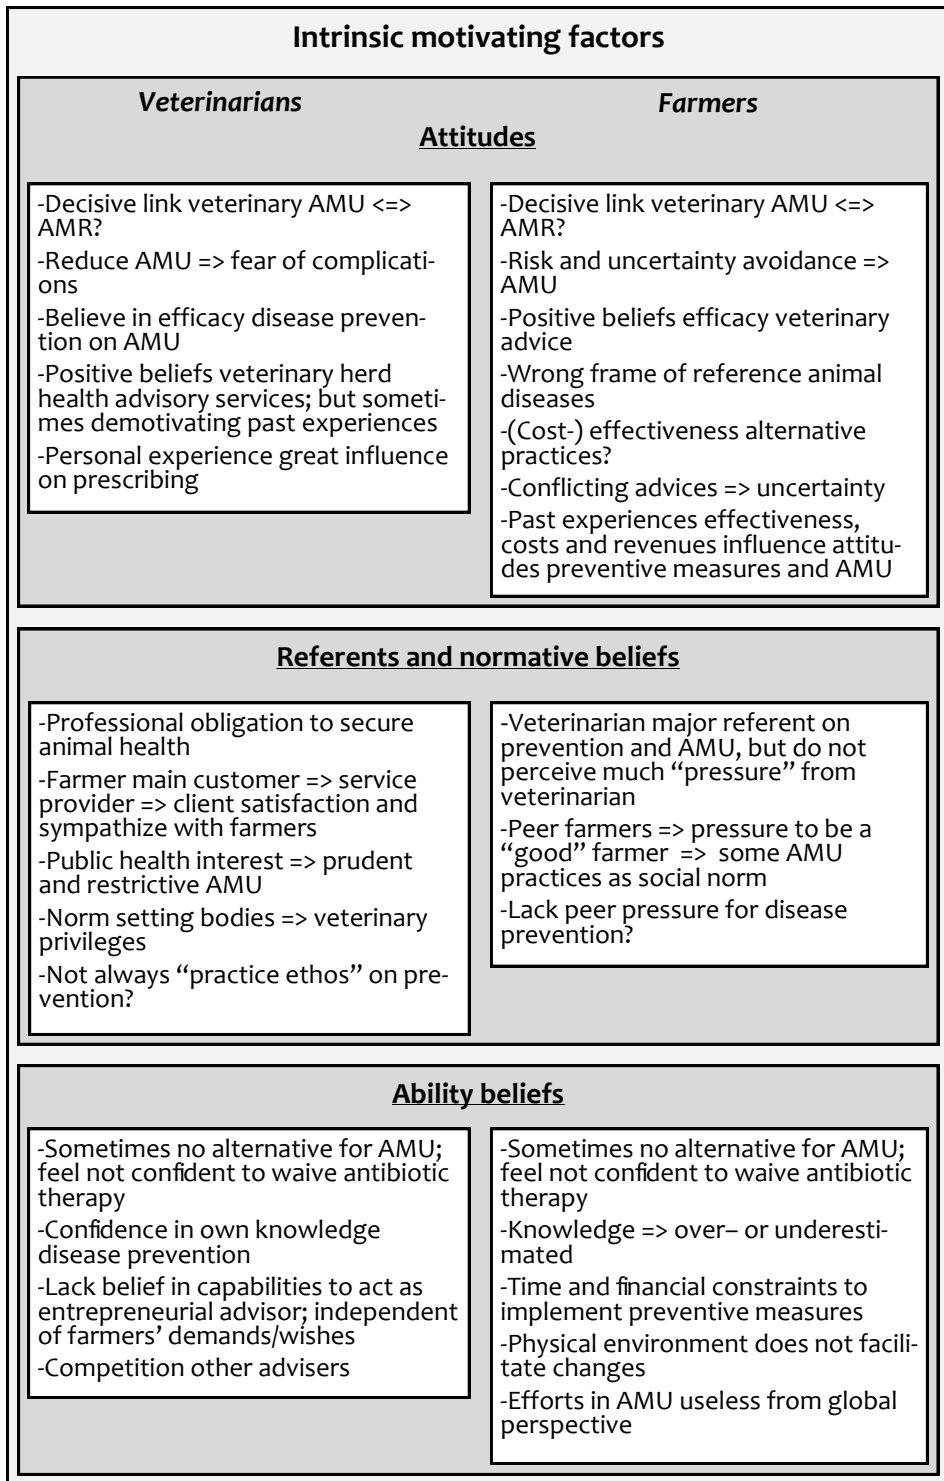 Intrinsic motivating factors
Veterinarians
Farmers
Attitudes
-Decisive link veterinary AMU <=>
AMR?
-Reduce AMU => fear of complicati-
ons
-Believe in efficacy disease preven-
tion on AMU
-Positive beliefs veterinary herd
health advisory services; but someti-
mes demotivating past experiences
-Personal experience great influence
on prescribing
-Decisive link veterinary AMU <=>
AMR?
-Risk and uncertainty avoidance =>
AMU
-Positive beliefs efficacy veterinary
advice
-Wrong frame of reference animal
diseases
-(Cost-) effectiveness alternative
practices?
-Conflicting advices => uncertainty
-Past experiences effectiveness,
costs and revenues influence attitu-
des preventive measures and AMU
Referents and normative beliefs
-Professional obligation to secure
animal health
-Farmer main customer => service
provider => client satisfaction and
sympathize with farmers
-Public health interest => prudent
and restrictive AMU
-Norm setting bodies => veterinary
privileges
-Not always “practice ethos” on pre-
vention?
-Veterinarian major referent on
prevention and AMU, but do not
perceive much “pressure” from
veterinarian
-Peer farmers => pressure to be a
“good” farmer => some AMU
practices as social norm
-Lack peer pressure for disease
prevention?
Ability beliefs
-Sometimes no alternative for AMU;
feel not confident to waive antibiotic
therapy
-Confidence in own knowledge
disease prevention
-Lack belief in capabilities to act as
entrepreneurial advisor; independent
of farmers’ demands/wishes
-Competition other advisers
-Sometimes no alternative for AMU;
feel not confident to waive antibiotic
therapy
-Knowledge => over– or underesti-
mated
-Time and financial constraints to
implement preventive measures
-Physical environment does not facili-
tate changes
-Efforts in AMU useless from global
perspective